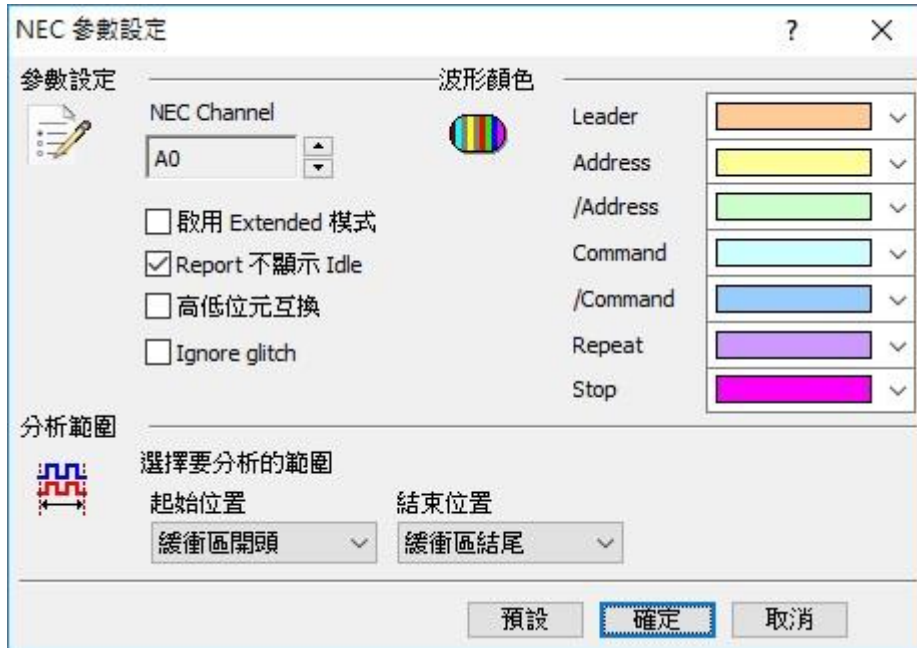 NEC 參數設定
參數設定
波形顏色
NEC Channel
A0
啟用 Extended 模式
Report 不顯示 Idle
高低位元互換
Ignore glitch
Leader
Address
/Address
Command
/Command
Repeat
Stop
分析範圍
選擇要分析的範圍
起始位置 結束位置
緩衝區開頭 緩衝區結尾
預設 確定 取消